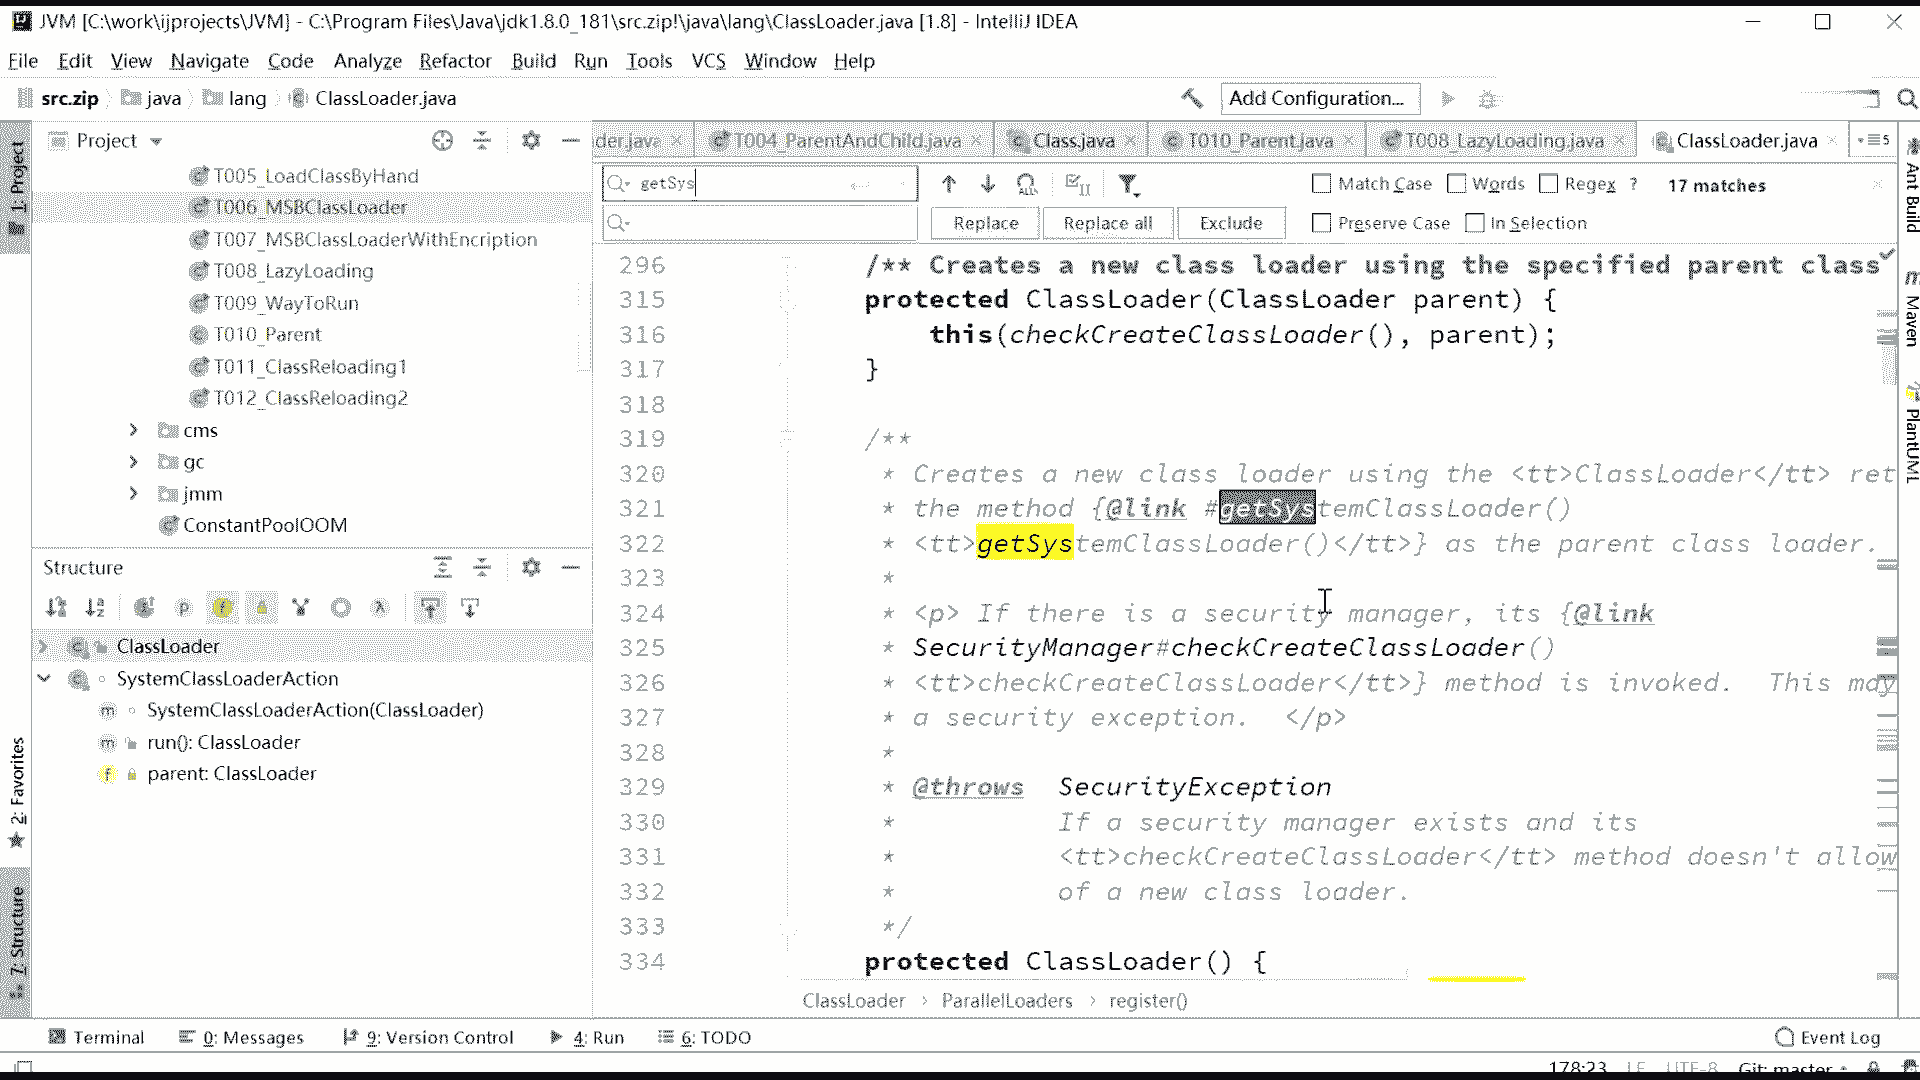 JVM [C:\work\ijprojects\JVM] - C:\Program Files\Java\jdk1.8.0_181\src.zip!\java\lang\ClassLoader.java [1.8] - IntelliJ IDEA
File Edit View Navigate Code Analyze Refactor Build Run Tools VCS Window Help
src.zip java lang ClassLoader.java Add Configuration...
1: Project
Project
der.java T004_ParentAndChild.java Class.java T010_Parent.java T008_LazyLoading.java ClassLoader.java 5
getSys Match Case Words Regex ? 17 matches
Replace Replace all Exclude Preserve Case In Selection
T005_LoadClassByHand
T006_MSBClassLoader
T007_MSBClassLoaderWithEncription
T008_LazyLoading
T009_WayToRun
T010_Parent
T011_ClassReloading1
T012_ClassReloading2
cms
gc
jmm
ConstantPoolOOM
Structure
ClassLoader
SystemClassLoaderAction
SystemClassLoaderAction(ClassLoader)
run(): ClassLoader
parent: ClassLoader
2: Favorites
7: Structure
296 /** Creates a new class loader using the specified parent class
315 protected ClassLoader(ClassLoader parent) {
316 this(checkCreateClassLoader(), parent);
317 }
318
319 /**
320 * Creates a new class loader using the <tt>ClassLoader</tt> ret
321 * the method {@link #getSystemClassLoader()
322 * <tt>getSystemClassLoader()</tt>} as the parent class loader.
323 *
324 * <p> If there is a security manager, its {@link
325 * SecurityManager#checkCreateClassLoader()
326 * <tt>checkCreateClassLoader</tt>} method is invoked.  This may
327 * a security exception.  </p>
328 *
329 * @throws  SecurityException
330 * If a security manager exists and its
331 * <tt>checkCreateClassLoader</tt> method doesn't allow
332 * of a new class loader.
333 */
334 protected ClassLoader() {
ClassLoader › ParallelLoaders › register()
Ant Build
Maven
PlantUML
Terminal 0: Messages 9: Version Control 4: Run 6: TODO Event Log
178:23 LF UTF-8 Git: master